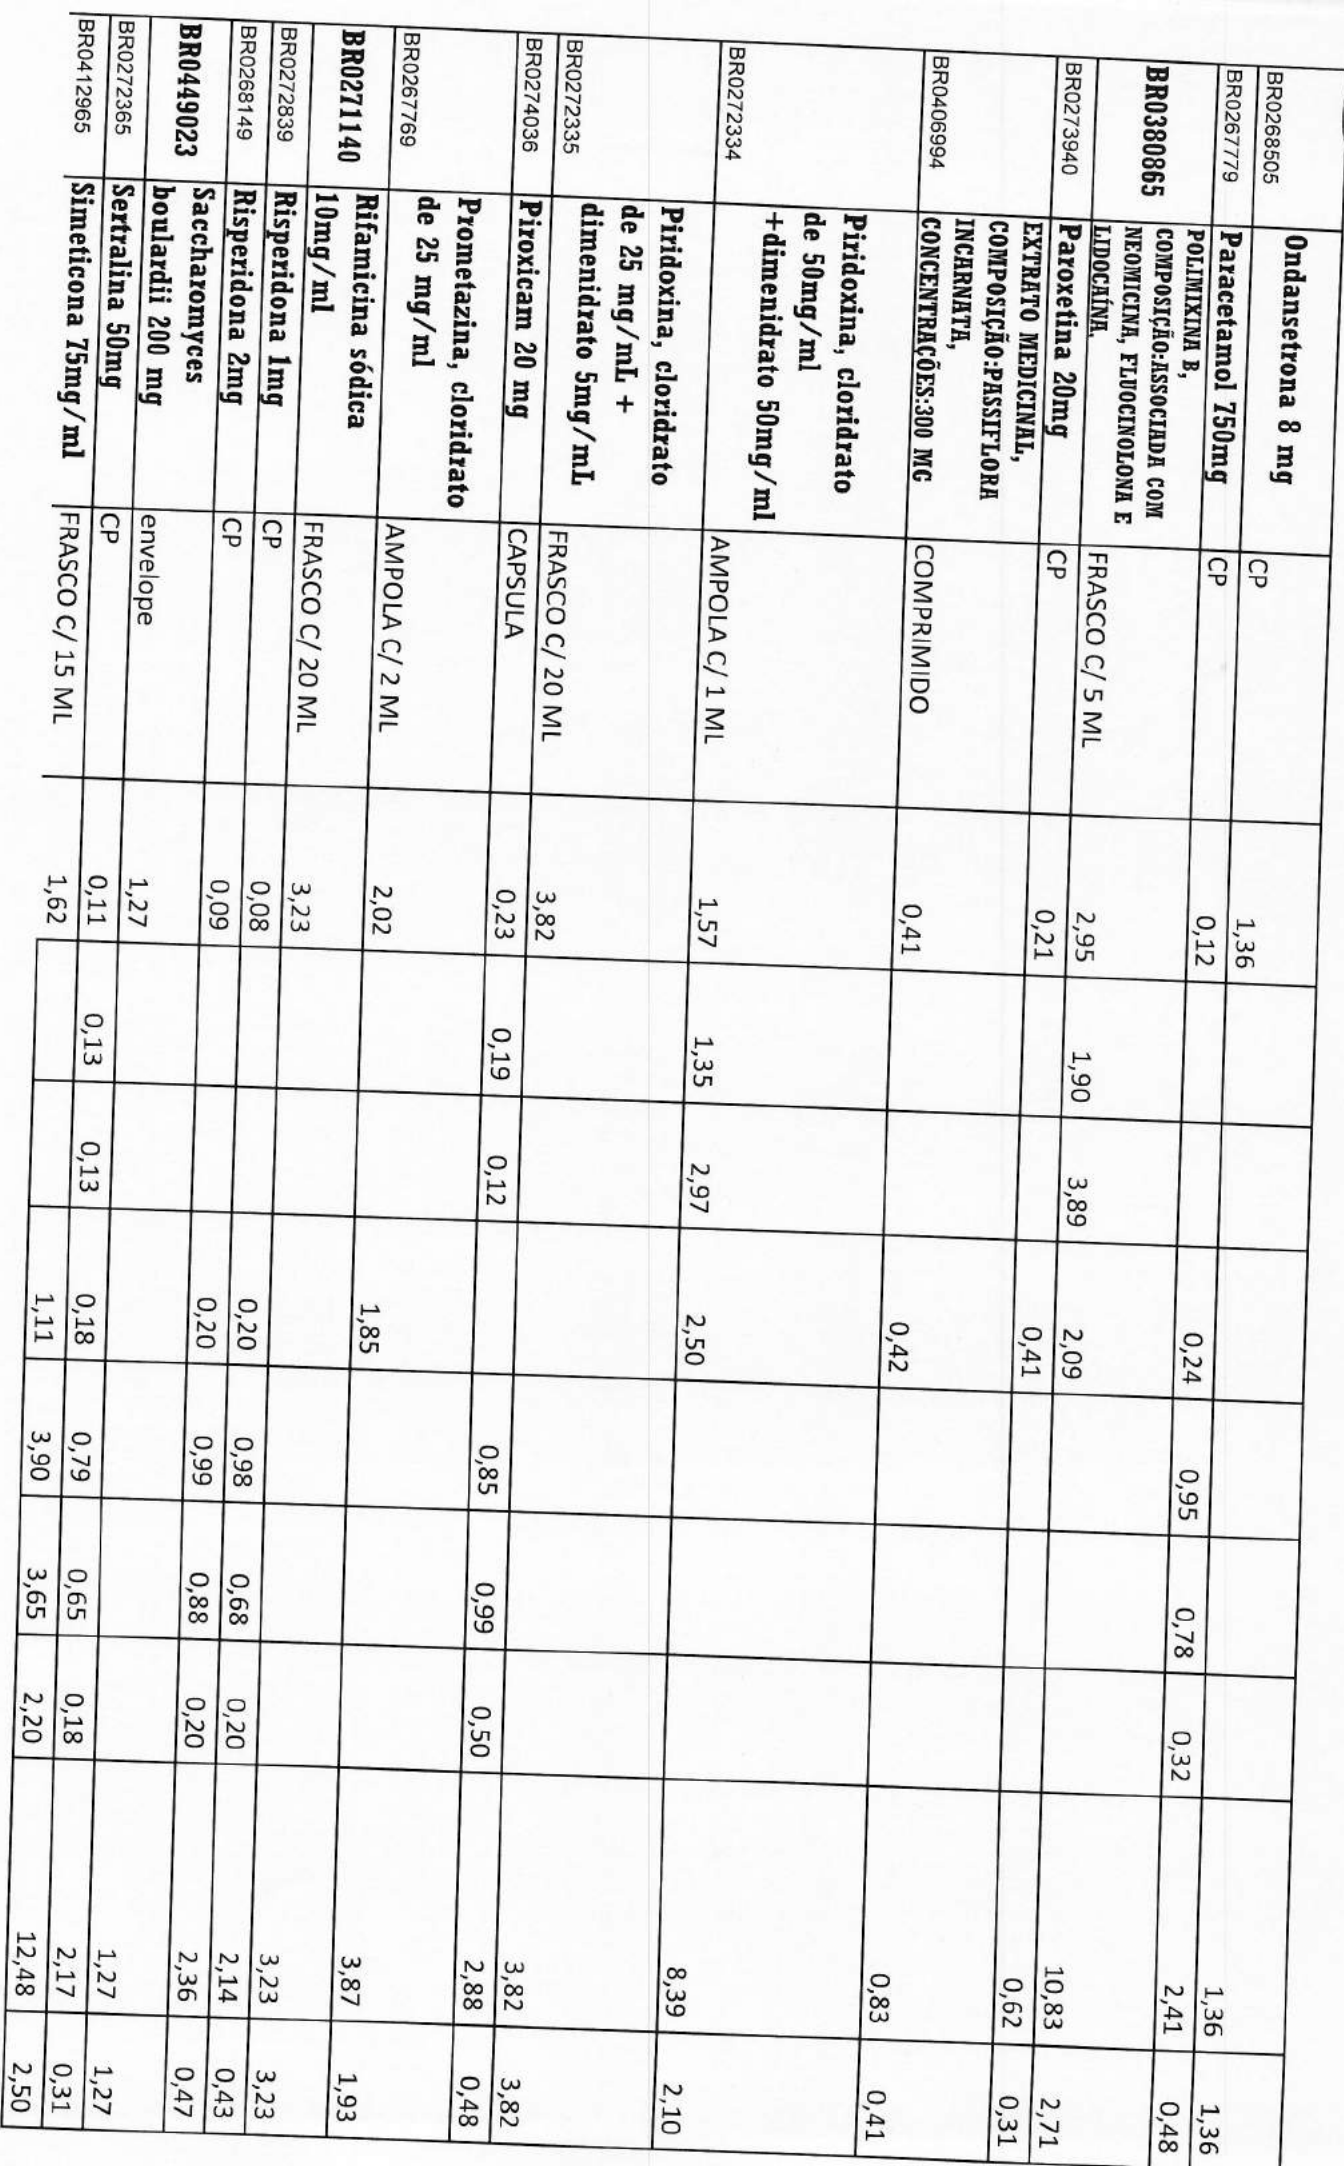 BR0268505 Ondansetrona 8 mg CP 1,36 1,36 1,36
BR0267779 Paracetamol 750mg CP 0,12 0,24 0,95 0,78 0,32 2,41 0,48
POLIMIXINA B,
COMPOSIÇÃO:ASSOCIADA COM
NEOMICINA, FLUOCINOLONA E
BR0380865 LIDOCAÍNA, FRASCO C/ 5 ML 2,95 1,90 3,89 2,09 10,83 2,71
BR0273940 Paroxetina 20mg CP 0,21 0,41 0,62 0,31
EXTRATO MEDICINAL,
COMPOSIÇÃO:PASSIFLORA
INCARNATA,
BR0406994 CONCENTRAÇÕES:300 MG COMPRIMIDO 0,41 0,42 0,83 0,41
Piridoxina, cloridrato
de 50mg/ml
BR0272334 +dimenidrato 50mg/ml AMPOLA C/ 1 ML 1,57 1,35 2,97 2,50 8,39 2,10
Piridoxina, cloridrato
de 25 mg/mL +
BR0272335 dimenidrato 5mg/mL FRASCO C/ 20 ML 3,82 3,82 3,82
BR0274036 Piroxicam 20 mg CAPSULA 0,23 0,19 0,12 0,85 0,99 0,50 2,88 0,48
Prometazina, cloridrato
BR0267769 de 25 mg/ml AMPOLA C/ 2 ML 2,02 1,85 3,87 1,93
Rifamicina sódica
BR0271140 10mg/ml FRASCO C/ 20 ML 3,23 3,23 3,23
BR0272839 Risperidona 1mg CP 0,08 0,20 0,98 0,68 0,20 2,14 0,43
BR0268149 Risperidona 2mg CP 0,09 0,20 0,99 0,88 0,20 2,36 0,47
Saccharomyces
BR0449023 boulardii 200 mg envelope 1,27 1,27 1,27
BR0272365 Sertralina 50mg CP 0,11 0,13 0,13 0,18 0,79 0,65 0,18 2,17 0,31
BR0412965 Simeticona 75mg/ml FRASCO C/ 15 ML 1,62 1,11 3,90 3,65 2,20 12,48 2,50